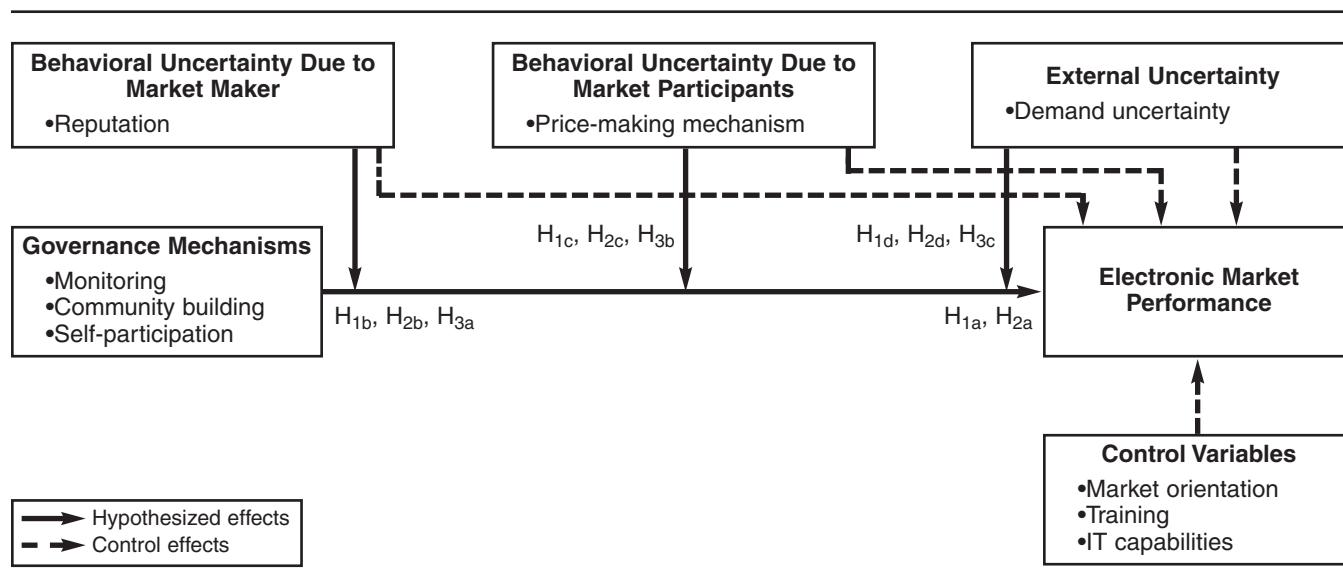 Behavioral Uncertainty Due to
Market Maker
•Reputation
Behavioral Uncertainty Due to
Market Participants
•Price-making mechanism
External Uncertainty
•Demand uncertainty
Governance Mechanisms
•Monitoring
•Community building
•Self-participation
H1c, H2c, H3b
H1d, H2d, H3c
H1b, H2b, H3a
H1a, H2a
Electronic Market
Performance
Control Variables
•Market orientation
•Training
•IT capabilities
Hypothesized effects
Control effects